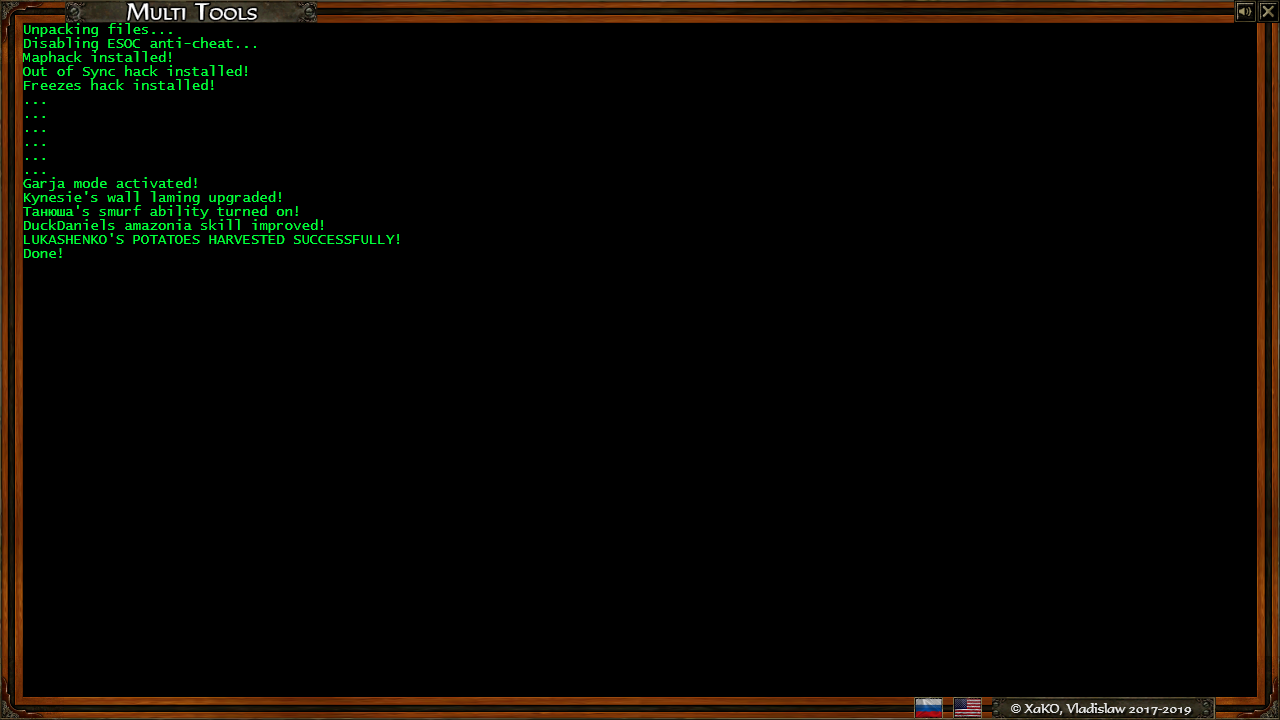 Multi Tools
Unpacking files...
Disabling ESOC anti-cheat...
Maphack installed!
Out of Sync hack installed!
Freezes hack installed!
...
...
...
...
...
...
Garja mode activated!
Kynesie's wall laming upgraded!
Танюша's smurf ability turned on!
DuckDaniels amazonia skill improved!
LUKASHENKO'S POTATOES HARVESTED SUCCESSFULLY!
Done!
© XaKO, Vladislaw 2017-2019